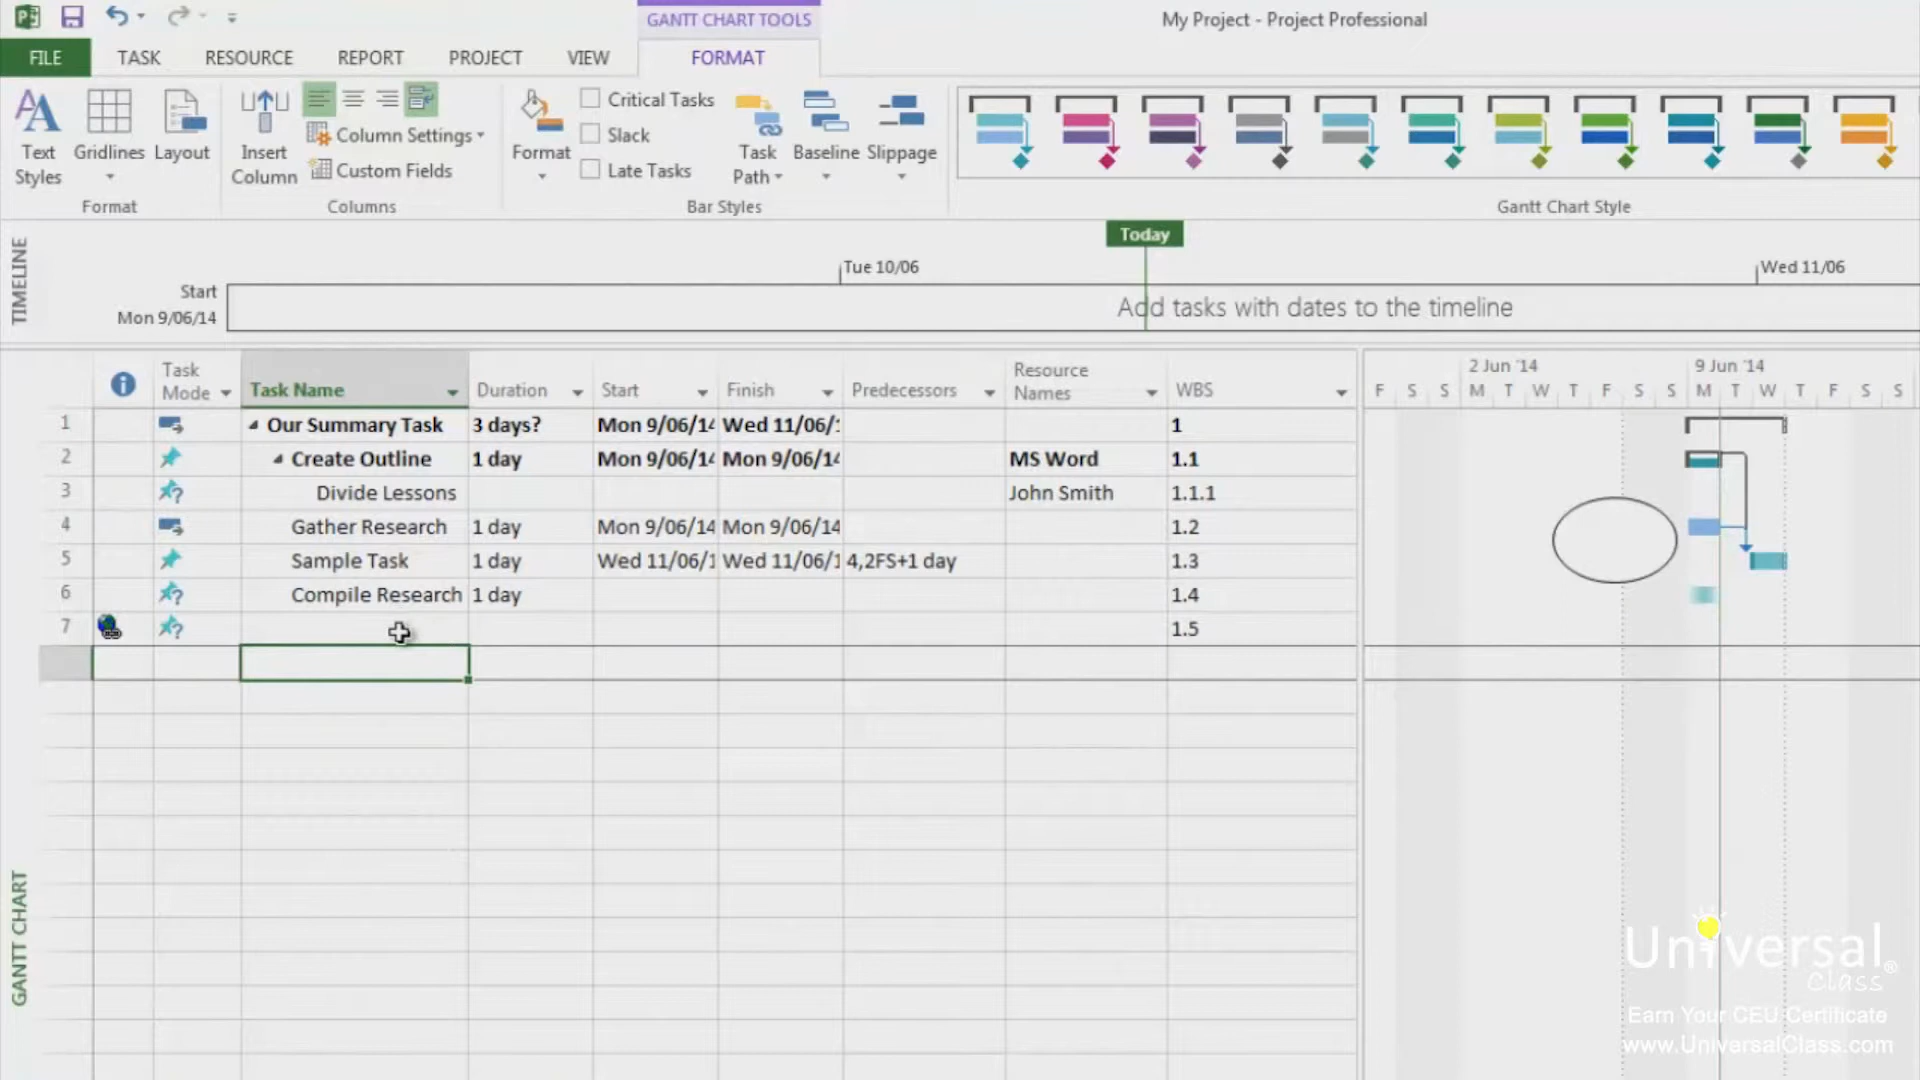 GANTT CHART TOOLS
My Project - Project Professional
FILE TASK RESOURCE REPORT PROJECT VIEW FORMAT
Text Styles
Gridlines
Layout
Format
Insert Column
Column Settings
Custom Fields
Columns
Format
Critical Tasks
Slack
Late Tasks
Task Path
Baseline
Slippage
Bar Styles
Gantt Chart Style
TIMELINE
Today
Tue 10/06
Wed 11/06
Start
Mon 9/06/14
Add tasks with dates to the timeline
Task Mode Task Name Duration Start Finish Predecessors Resource Names WBS
2 Jun '14 9 Jun '14
F S S M T W T F S S M T W T F S S
1 Our Summary Task 3 days? Mon 9/06/14 Wed 11/06/1 1
2 Create Outline 1 day Mon 9/06/14 Mon 9/06/14 MS Word 1.1
3 Divide Lessons John Smith 1.1.1
4 Gather Research 1 day Mon 9/06/14 Mon 9/06/14 1.2
5 Sample Task 1 day Wed 11/06/1 Wed 11/06/1 4,2FS+1 day 1.3
6 Compile Research 1 day 1.4
7 1.5
GANTT CHART
Universal
Class®
Earn Your CEU Certificate
www.UniversalClass.com